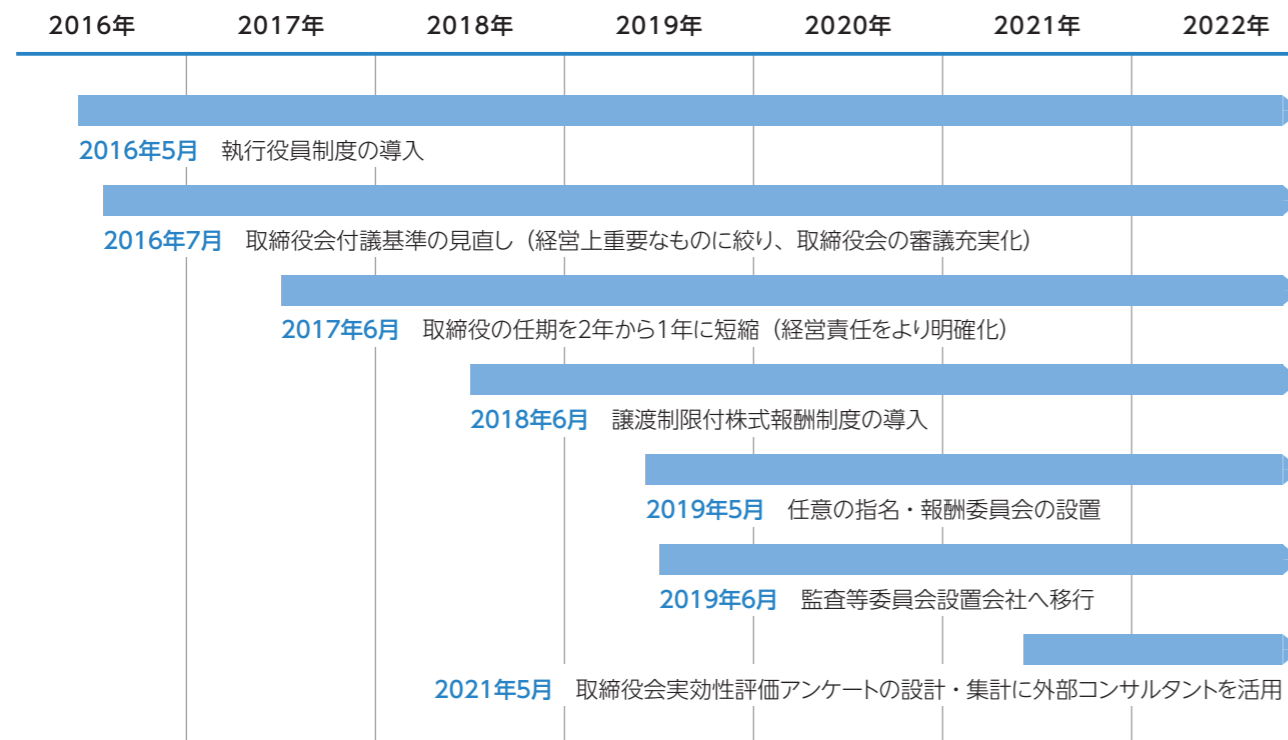 2016年 2017年 2018年 2019年 2020年 2021年 2022年
2016年5月 執行役員制度の導入
2016年7月 取締役会付議基準の見直し（経営上重要なものに絞り、取締役会の審議充実化）
2017年6月 取締役の任期を2年から1年に短縮（経営責任をより明確化）
2018年6月 譲渡制限付株式報酬制度の導入
2019年5月 任意の指名・報酬委員会の設置
2019年6月 監査等委員会設置会社へ移行
2021年5月 取締役会実効性評価アンケートの設計・集計に外部コンサルタントを活用